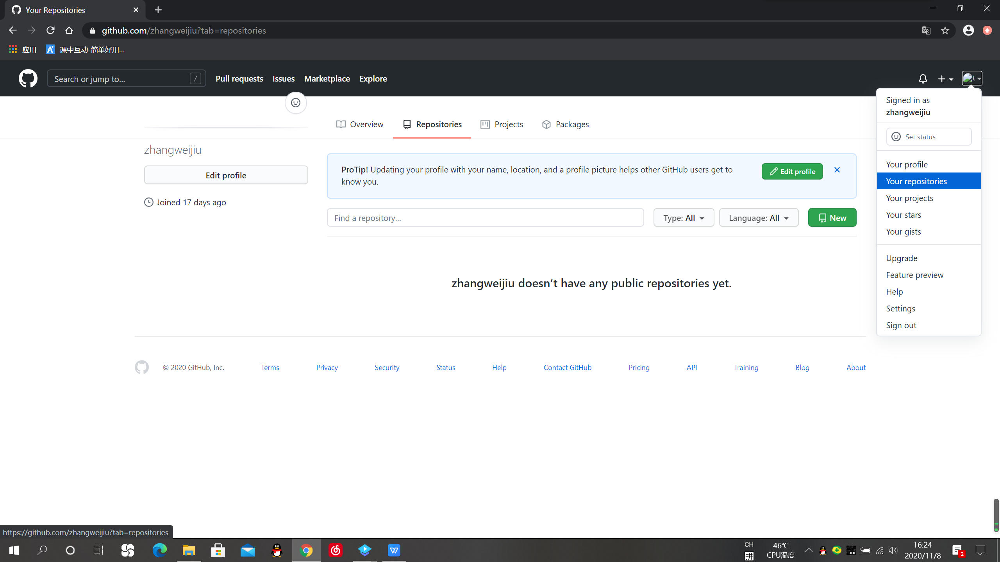 Your Repositories
github.com/zhangweijiu?tab=repositories
应用
课中互动-简单好用...
Search or jump to...
/
Pull requests
Issues
Marketplace
Explore
Signed in as
zhangweijiu
Set status
Your profile
Your repositories
Your projects
Your stars
Your gists
Upgrade
Feature preview
Help
Settings
Sign out
Overview
Repositories
Projects
Packages
zhangweijiu
Edit profile
Joined 17 days ago
ProTip! Updating your profile with your name, location, and a profile picture helps other GitHub users get to
know you.
Edit profile
Find a repository...
Type: All
Language: All
New
zhangweijiu doesn’t have any public repositories yet.
© 2020 GitHub, Inc.
Terms
Privacy
Security
Status
Help
Contact GitHub
Pricing
API
Training
Blog
About
https://github.com/zhangweijiu?tab=repositories
CH
拼
46℃
CPU温度
16:24
2020/11/8
2